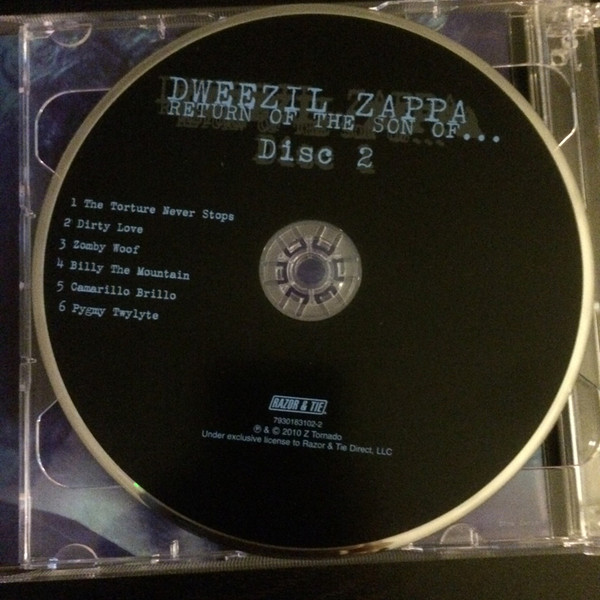 DWEEZIL ZAPPA
RETURN OF THE SON OF...
Disc 2
1 The Torture Never Stops
2 Dirty Love
3 Zomby Woof
4 Billy The Mountain
5 Camarillo Brillo
6 Pygmy Twylyte
RAZOR & TIE
7930183102-2
℗ & © 2010 Z Tornado
Under exclusive license to Razor & Tie Direct, LLC